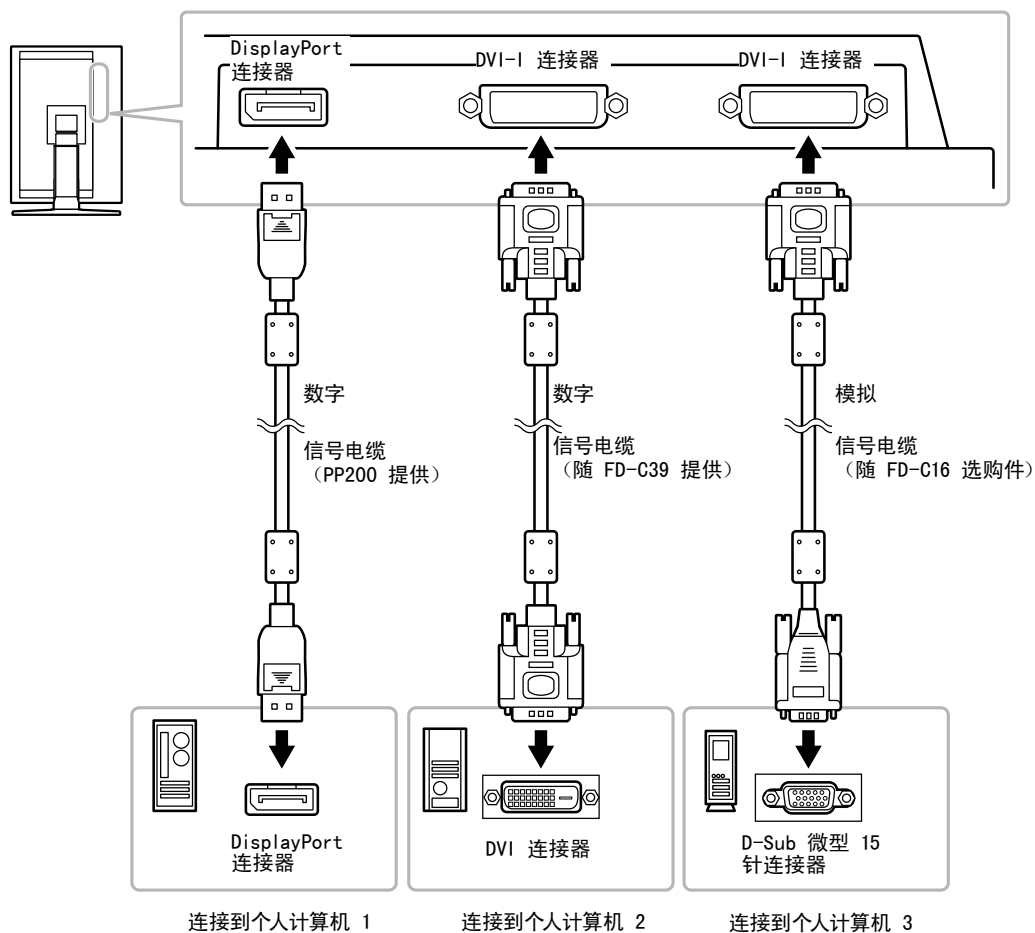 DisplayPort
连接器
DVI-I 连接器
DVI-I 连接器
数字
信号电缆
（PP200 提供）
数字
信号电缆
（随 FD-C39 提供）
模拟
信号电缆
（随 FD-C16 选购件）
DisplayPort
连接器
DVI 连接器
D-Sub 微型 15
针连接器
连接到个人计算机 1
连接到个人计算机 2
连接到个人计算机 3